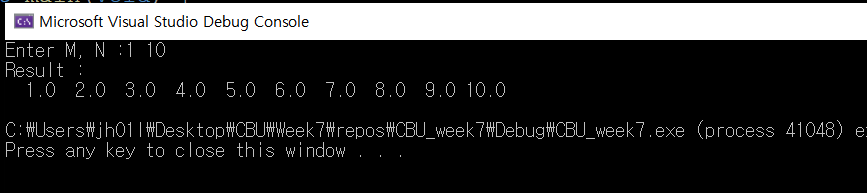 Microsoft Visual Studio Debug Console
Enter M, N :1 10
Result :
1.0 2.0 3.0 4.0 5.0 6.0 7.0 8.0 9.0 10.0
C:₩Users₩jh01l₩Desktop₩CBU₩Week7₩repos₩CBU_week7₩Debug₩CBU_week7.exe (process 41048) e
Press any key to close this window . . .